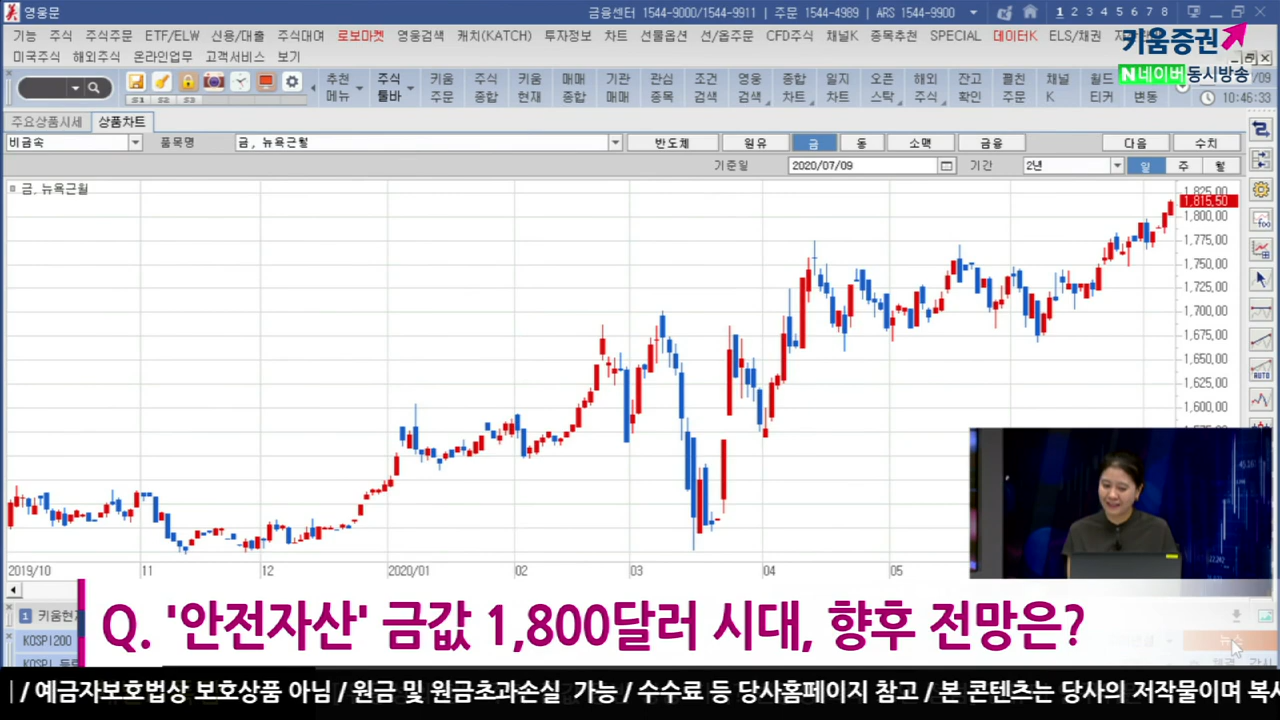 영웅문
금융센터 1544-9000/1544-9911 | 주문 1544-4989 | ARS 1544-9900
1 2 3 4 5 6 7 8
기능 주식 주식주문 ETF/ELW 신용/대출 주식대여 로보마켓 영웅검색 캐치(KATCH) 투자정보 차트 선물옵션 선/옵주문 CFD주식 채널K 종목추천 SPECIAL 데이터K ELS/채권
키움증권
미국주식 해외주식 온라인업무 고객서비스 보기
N네이버 동시방송
추천 메뉴 주식 툴바 키움 주문 주식 종합 키움 현재 매매 종합 기관 매매 관심 종목 조건 검색 영웅 검색 종합 차트 일지 차트 오픈 스탁 해외 주식 잔고 확인 플친 주문 채널 K 월드 티커 변동
S1 S2 S3
10:46:33
주요상품시세 상품차트
비금속 품목명 금, 뉴욕근월 반도체 원유 금 동 소맥 금융 다음 수치
기준일 2020/07/09 기간 2년 일 주 월
금, 뉴욕근월
1,825.00
1,815.50
1,800.00
1,775.00
1,750.00
1,725.00
1,700.00
1,675.00
1,650.00
1,625.00
1,600.00
2019/10 11 12 2020/01 02 03 04 05
AUTO
1 키움현재
KOSPI200
Q. '안전자산' 금값 1,800달러 시대, 향후 전망은?
/ 예금자보호법상 보호상품 아님 / 원금 및 원금초과손실 가능 / 수수료 등 당사홈페이지 참고 / 본 콘텐츠는 당사의 저작물이며 복사